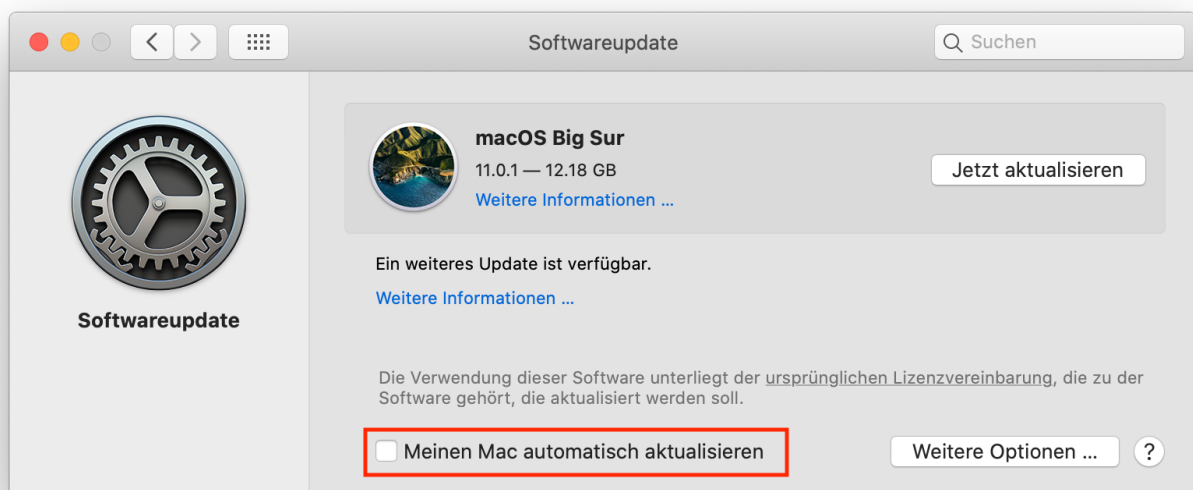 Softwareupdate
Suchen
Softwareupdate
macOS Big Sur
11.0.1 — 12.18 GB
Weitere Informationen ...
Jetzt aktualisieren
Ein weiteres Update ist verfügbar.
Weitere Informationen ...
Die Verwendung dieser Software unterliegt der ursprünglichen Lizenzvereinbarung, die zu der
Software gehört, die aktualisiert werden soll.
Meinen Mac automatisch aktualisieren
Weitere Optionen ...
?